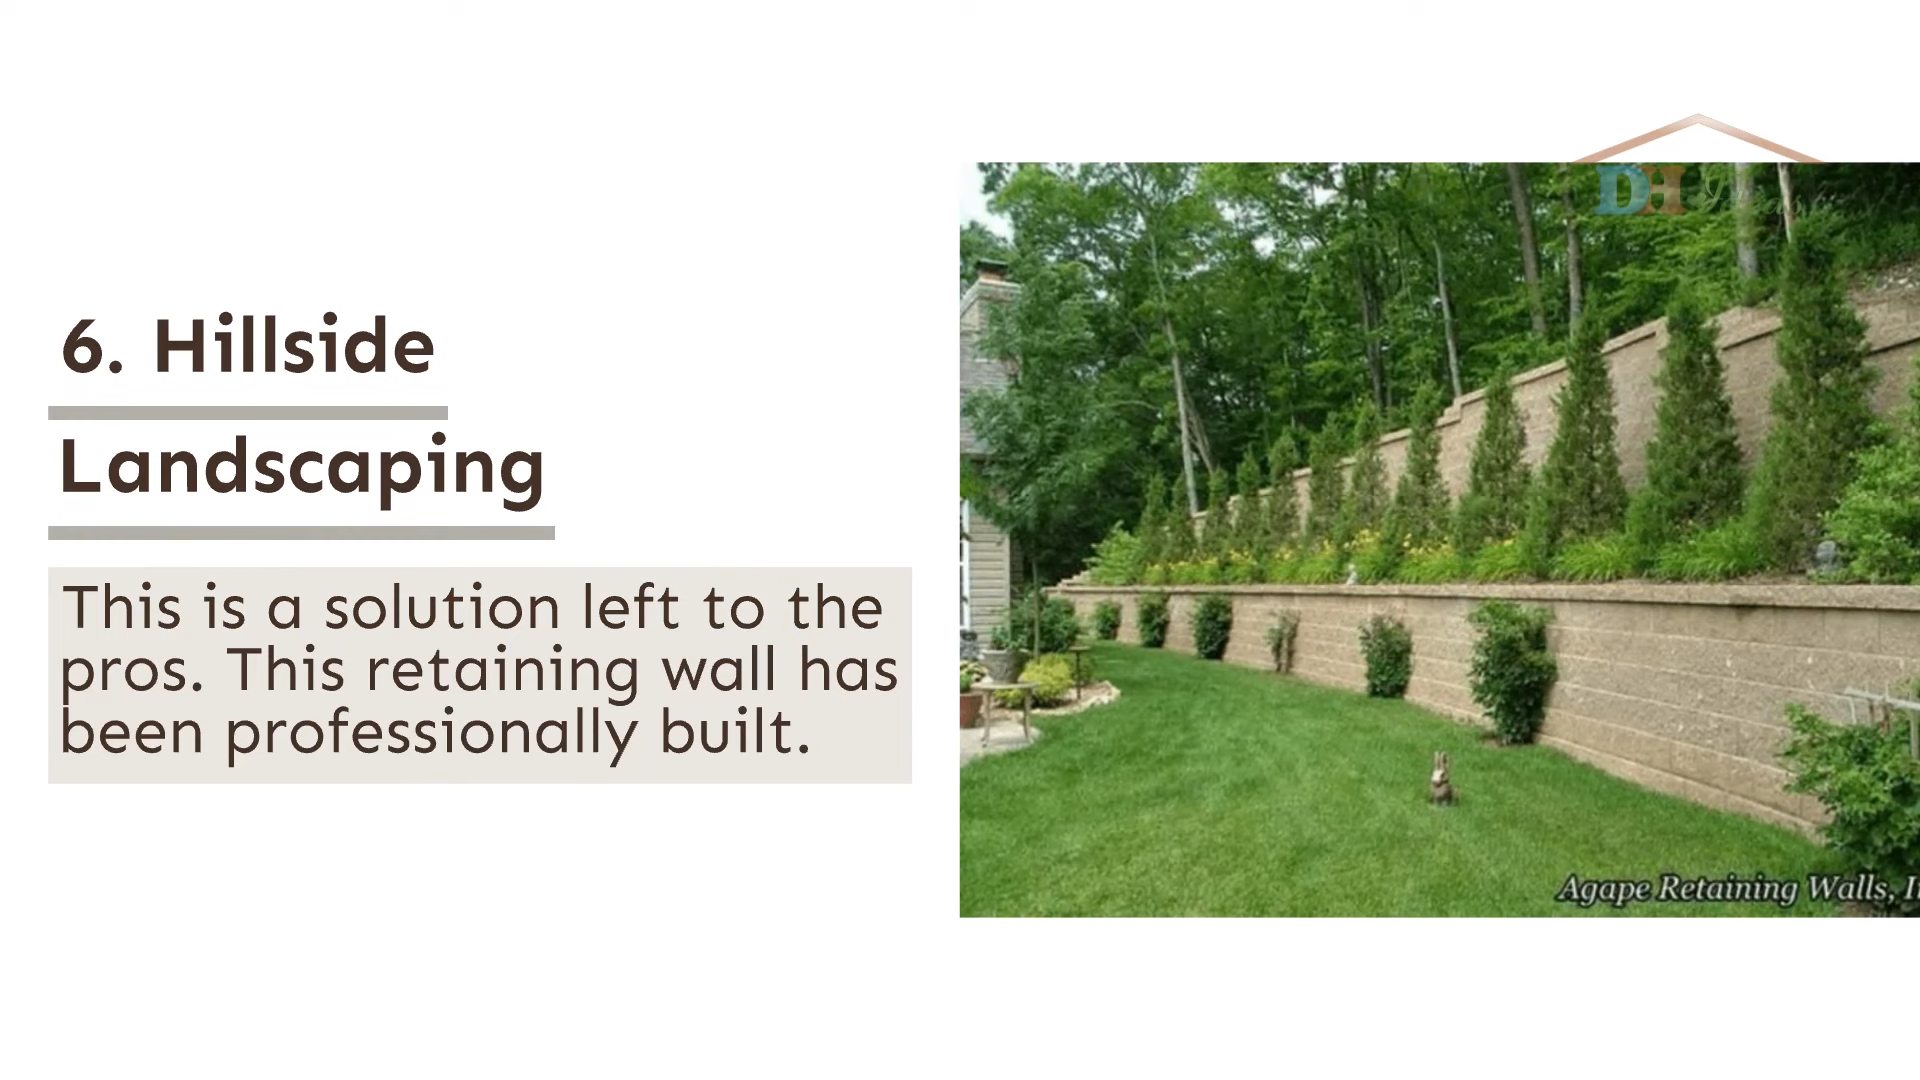 6. Hillside
Landscaping
This is a solution left to the
pros. This retaining wall has
been professionally built.
DH
Agape Retaining Walls,